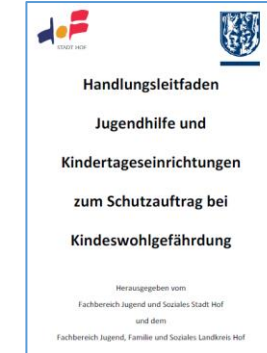 STADT HOF
Handlungsleitfaden
Jugendhilfe und
Kindertageseinrichtungen
zum Schutzauftrag bei
Kindeswohlgefährdung
Herausgegeben vom
Fachbereich Jugend und Soziales Stadt Hof
und dem
Fachbereich Jugend, Familie und Soziales Landkreis Hof